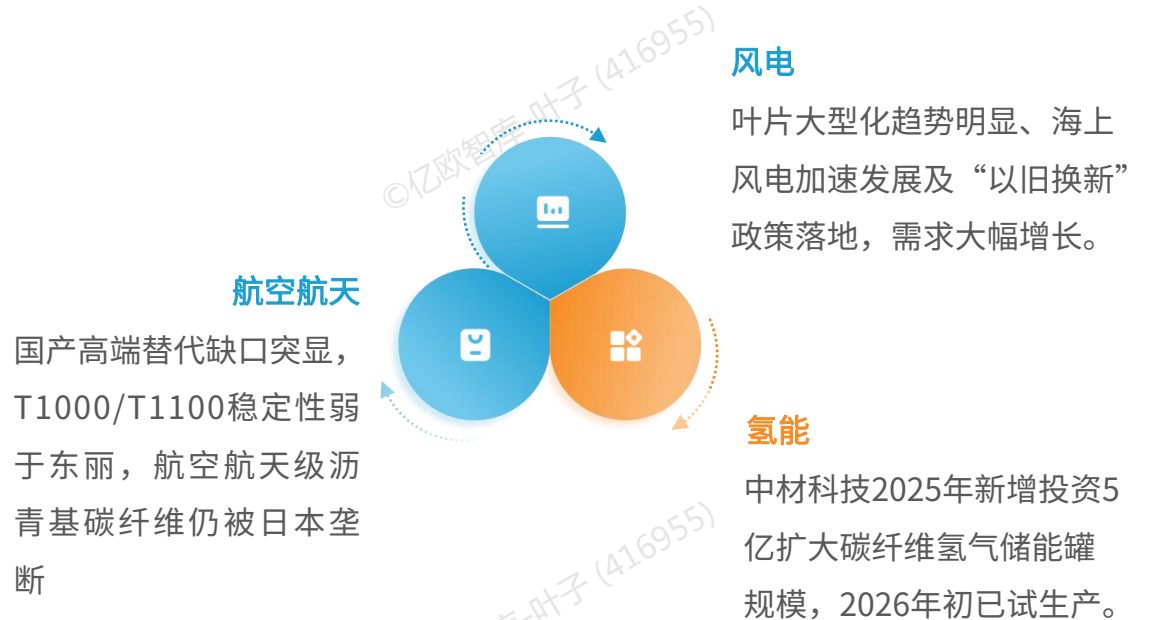 ©亿欧智库-叶子 (416955)
风电
叶片大型化趋势明显、海上
风电加速发展及“以旧换新”
政策落地，需求大幅增长。
航空航天
国产高端替代缺口突显，
T1000/T1100稳定性弱
于东丽，航空航天级沥
青基碳纤维仍被日本垄
断
氢能
中材科技2025年新增投资5
亿扩大碳纤维氢气储能罐
规模，2026年初已试生产。
库-叶子 (416955)